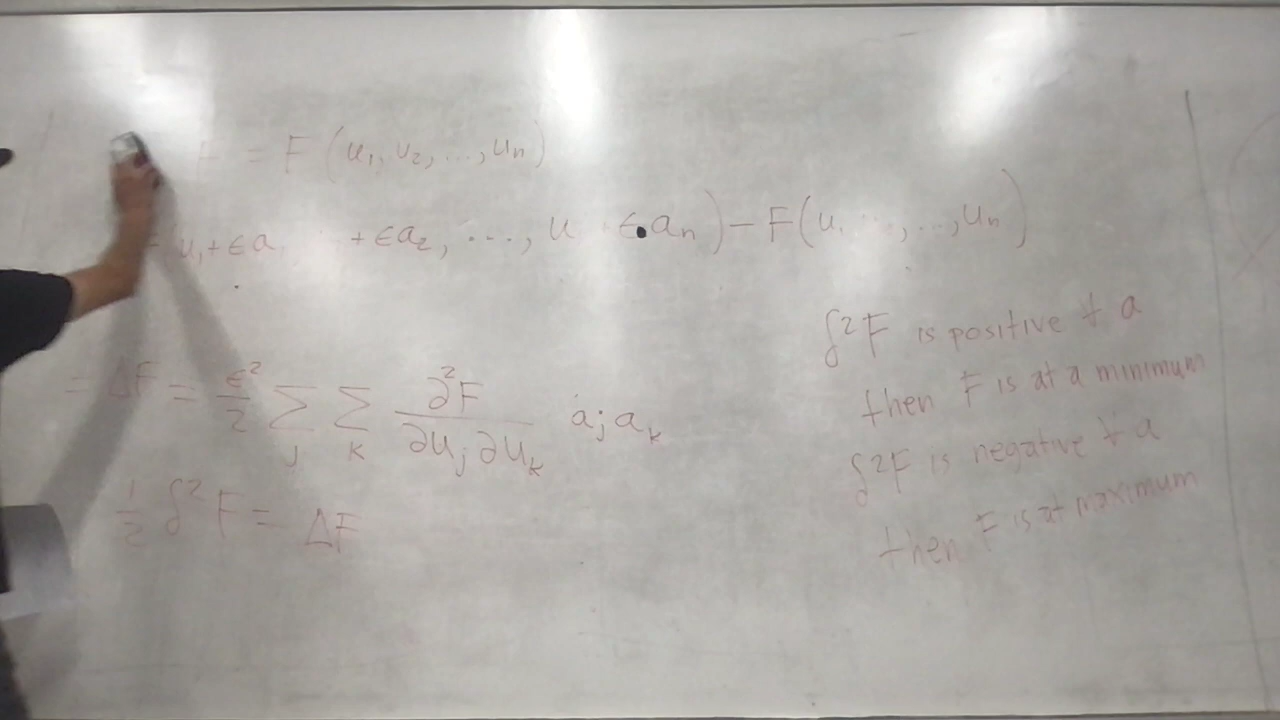 F = F(u₁, u₂, ..., uₙ)
u₁+ϵa +ϵa₂, ..., u ϵaₙ) − F(u, ..., uₙ)
= ΔF = ϵ²/2 ∑ⱼ ∑ₖ ∂²F/∂uⱼ∂uₖ aⱼaₖ
½ δ²F = ΔF
δ²F is positive ∀ a
then F is at a minimum
δ²F is negative ∀ a
then F is at maximum